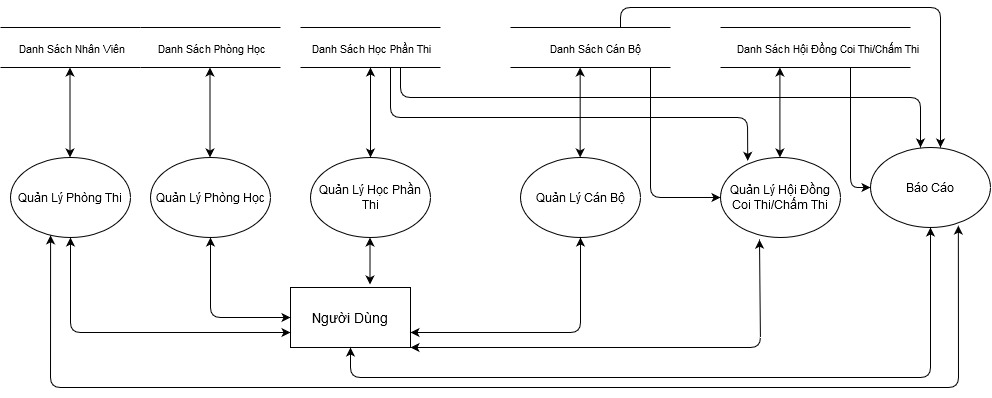 Danh Sách Nhân Viên
Danh Sách Phòng Học
Danh Sách Học Phần Thi
Danh Sách Cán Bộ
Danh Sách Hội Đồng Coi Thi/Chấm Thi
Quản Lý Phòng Thi
Quản Lý Phòng Học
Quản Lý Học Phần
Thi
Quản Lý Cán Bộ
Quản Lý Hội Đồng
Coi Thi/Chấm Thi
Báo Cáo
Người Dùng